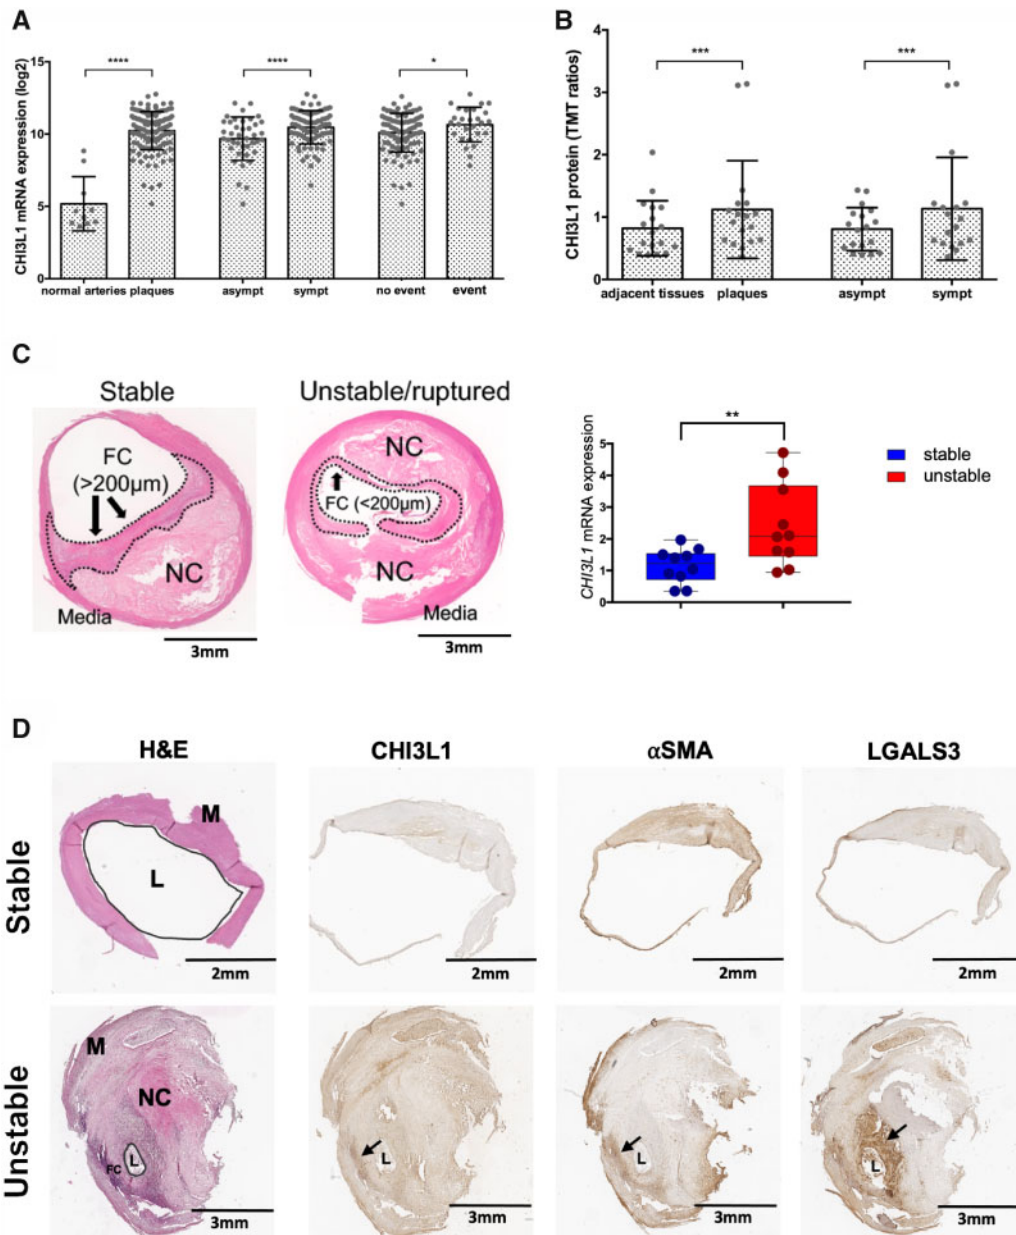 A
CHI3L1 mRNA expression (log2)
15
10
5
0
****
****
*
normal arteries plaques
asympt sympt
no event event
B
CHI3L1 protein (TMT ratios)
4
3
2
1
0
***
***
adjacent tissues plaques
asympt sympt
C
Stable
FC
(>200μm)
NC
Media
3mm
Unstable/ruptured
NC
FC (<200μm)
NC
Media
3mm
CHI3L1 mRNA expression
5
4
3
2
1
0
**
stable
unstable
D
H&E CHI3L1 αSMA LGALS3
Stable
M
L
2mm 2mm 2mm 2mm
Unstable
M
NC
FC L L L L
3mm 3mm 3mm 3mm